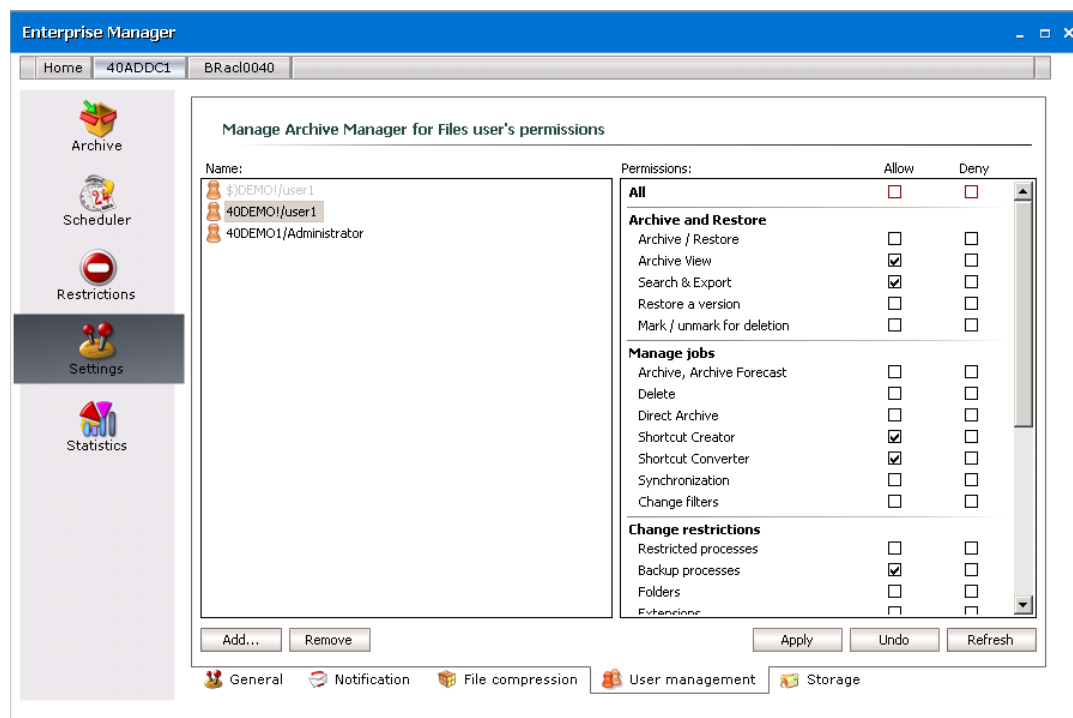 Enterprise Manager
Home 40ADDC1 BRacl0040
Archive
Scheduler
Restrictions
Settings
Statistics
Manage Archive Manager for Files user's permissions
Name:
$)DEMO!/user1
40DEMO!/user1
40DEMO1/Administrator
Permissions: Allow Deny
All
Archive and Restore
Archive / Restore
Archive View
Search & Export
Restore a version
Mark / unmark for deletion
Manage jobs
Archive, Archive Forecast
Delete
Direct Archive
Shortcut Creator
Shortcut Converter
Synchronization
Change filters
Change restrictions
Restricted processes
Backup processes
Folders
Extensions
Add... Remove Apply Undo Refresh
General Notification File compression User management Storage